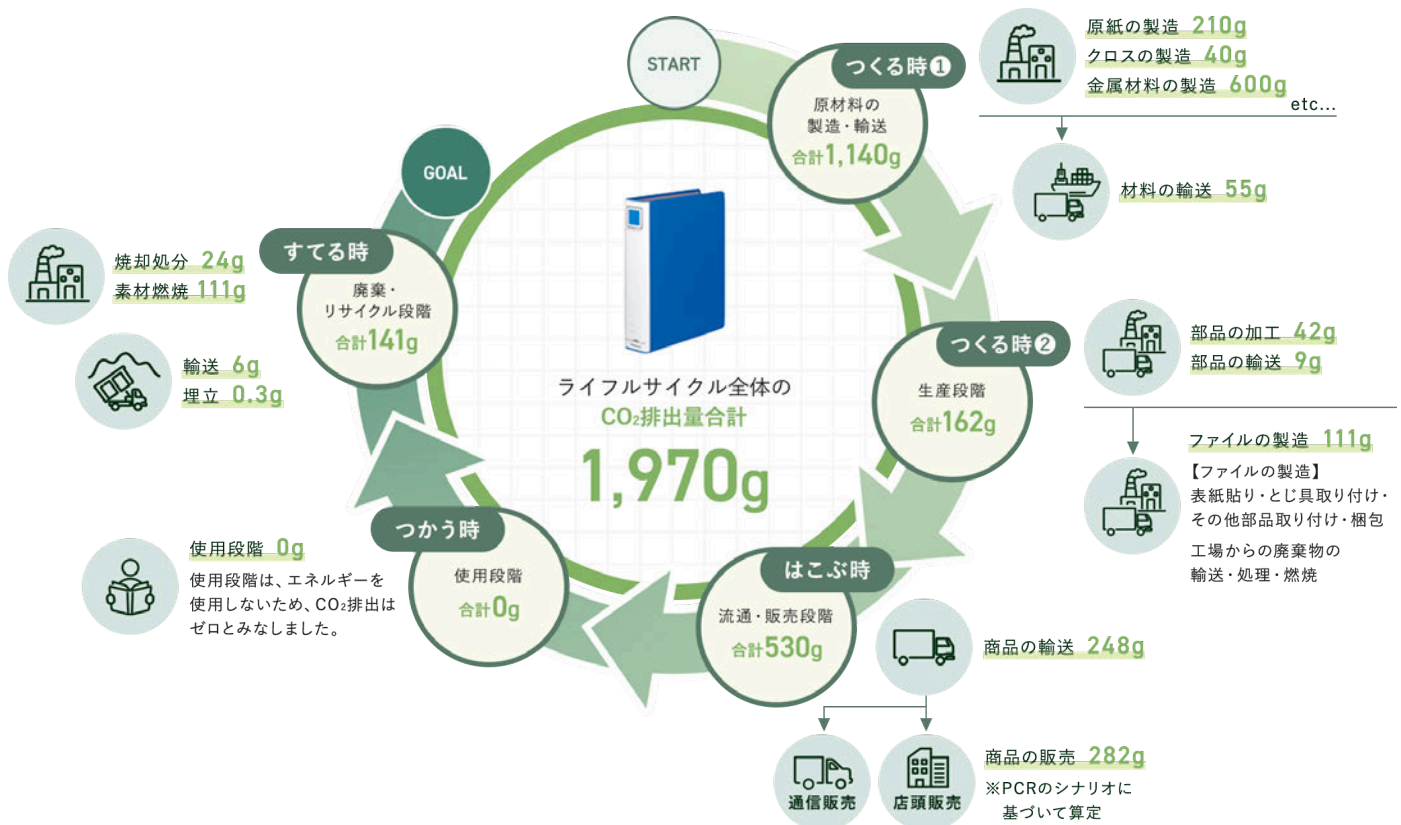 START
つくる時❶
原材料の
製造・輸送
合計1,140g
原紙の製造 210g
クロスの製造 40g
金属材料の製造 600g
etc...
材料の輸送 55g
つくる時❷
生産段階
合計162g
部品の加工 42g
部品の輸送 9g
ファイルの製造 111g
【ファイルの製造】
表紙貼り・とじ具取り付け・
その他部品取り付け・梱包
工場からの廃棄物の
輸送・処理・燃焼
はこぶ時
流通・販売段階
合計530g
商品の輸送 248g
通信販売
店頭販売
商品の販売 282g
※PCRのシナリオに
基づいて算定
つかう時
使用段階
合計0g
使用段階 0g
使用段階は、エネルギーを
使用しないため、CO₂排出は
ゼロとみなしました。
すてる時
廃棄・
リサイクル段階
合計141g
焼却処分 24g
素材燃焼 111g
輸送 6g
埋立 0.3g
GOAL
ライフルサイクル全体の
CO₂排出量合計
1,970g